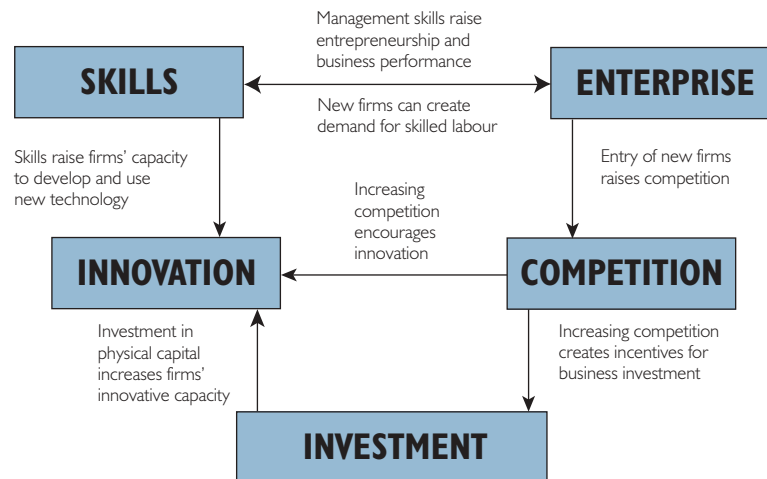 Management skills raise
entrepreneurship and
business performance
SKILLS
ENTERPRISE
New firms can create
demand for skilled labour
Skills raise firms’ capacity
to develop and use
new technology
Entry of new firms
raises competition
Increasing
competition
encourages
innovation
INNOVATION
COMPETITION
Investment in
physical capital
increases firms’
innovative capacity
Increasing competition
creates incentives for
business investment
INVESTMENT